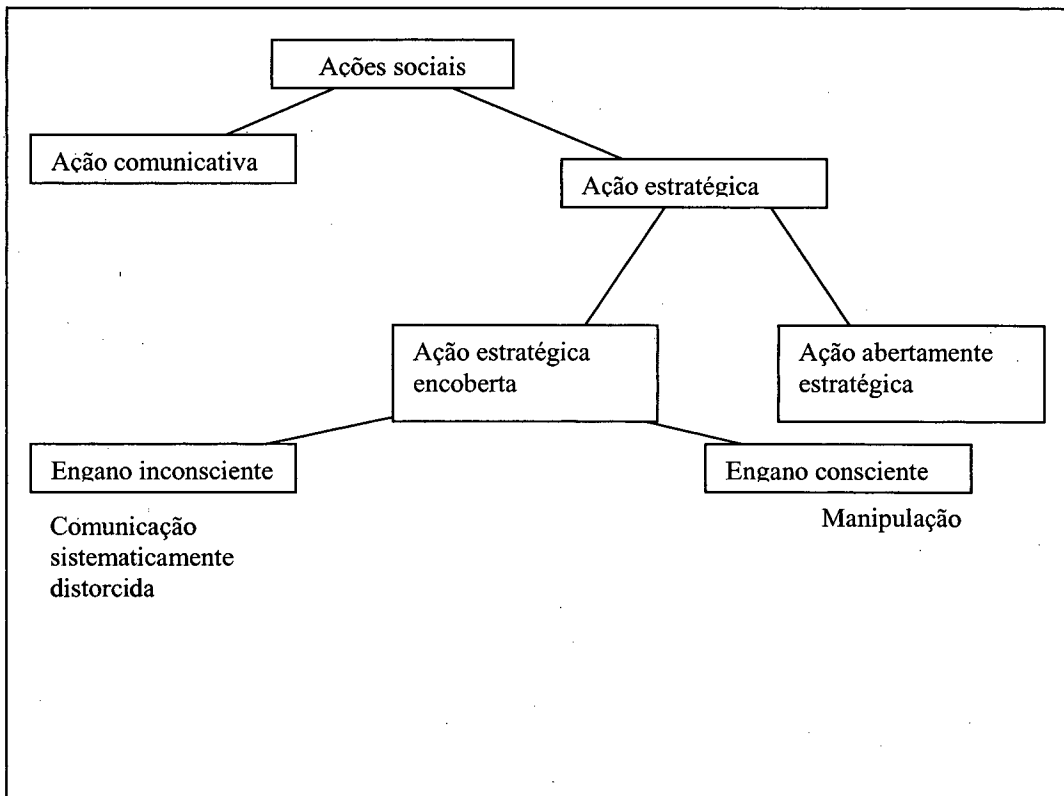 Ações sociais
Ação comunicativa
Ação estratégica
Ação estratégica
encoberta
Ação abertamente
estratégica
Engano inconsciente
Engano consciente
Comunicação
sistematicamente
distorcida
Manipulação